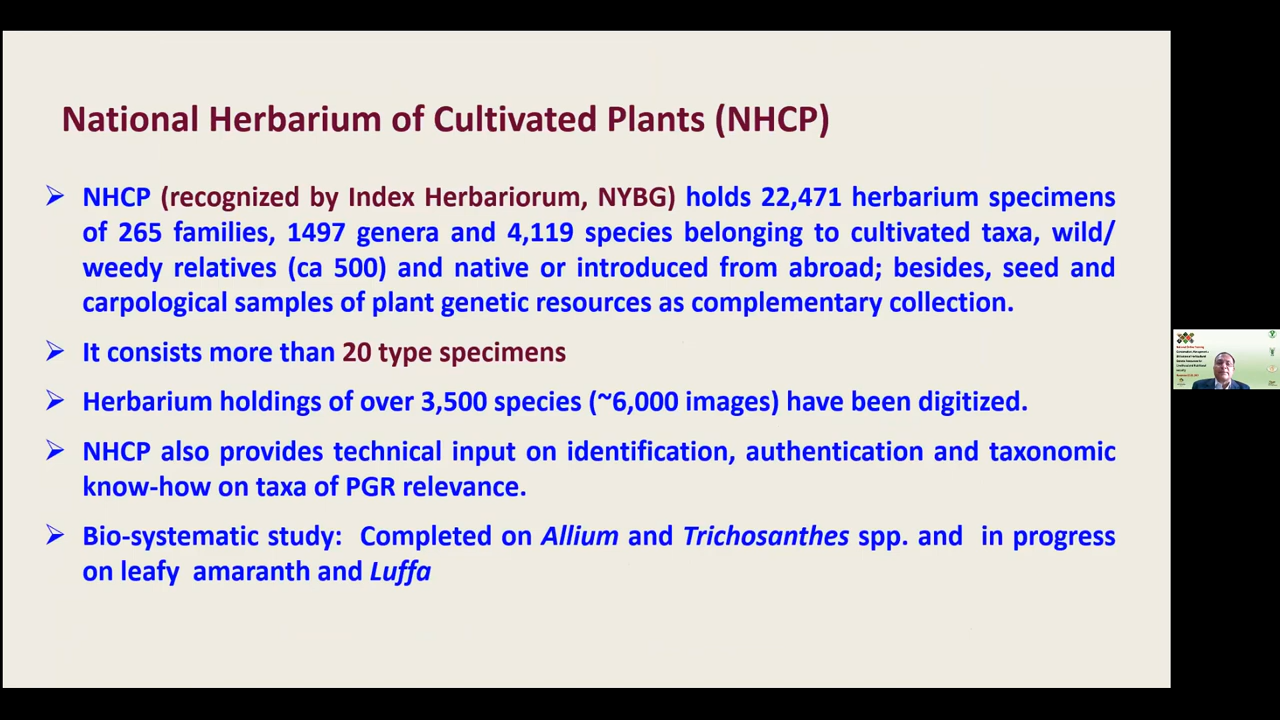 National Herbarium of Cultivated Plants (NHCP)
NHCP (recognized by Index Herbariorum, NYBG) holds 22,471 herbarium specimens
of 265 families, 1497 genera and 4,119 species belonging to cultivated taxa, wild/
weedy relatives (ca 500) and native or introduced from abroad; besides, seed and
carpological samples of plant genetic resources as complementary collection.
It consists more than 20 type specimens
Herbarium holdings of over 3,500 species (~6,000 images) have been digitized.
NHCP also provides technical input on identification, authentication and taxonomic
know-how on taxa of PGR relevance.
Bio-systematic study:  Completed on Allium and Trichosanthes spp. and  in progress
on leafy  amaranth and Luffa